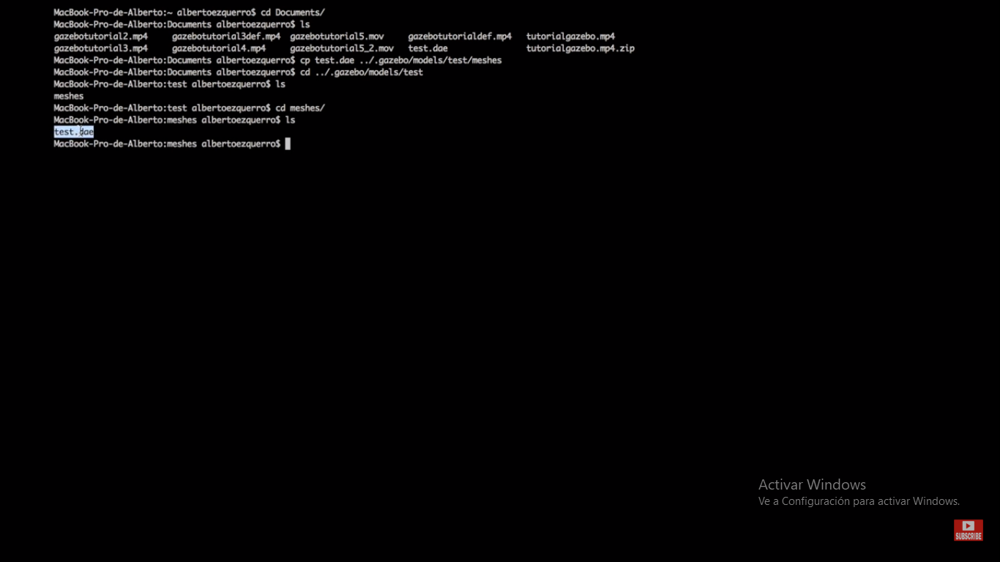 MacBook-Pro-de-Alberto:~ albertoezquerro$ cd Documents/
MacBook-Pro-de-Alberto:Documents albertoezquerro$ ls
gazebotutorial2.mp4 gazebotutorial3def.mp4 gazebotutorial5.mov gazebotutorialdef.mp4 tutorialgazebo.mp4
gazebotutorial3.mp4 gazebotutorial4.mp4 gazebotutorial5_2.mov test.dae tutorialgazebo.mp4.zip
MacBook-Pro-de-Alberto:Documents albertoezquerro$ cp test.dae ../.gazebo/models/test/meshes
MacBook-Pro-de-Alberto:Documents albertoezquerro$ cd ../.gazebo/models/test
MacBook-Pro-de-Alberto:test albertoezquerro$ ls
meshes
MacBook-Pro-de-Alberto:test albertoezquerro$ cd meshes/
MacBook-Pro-de-Alberto:meshes albertoezquerro$ ls
test.dae
MacBook-Pro-de-Alberto:meshes albertoezquerro$
Activar Windows
Ve a Configuración para activar Windows.
SUBSCRIBE